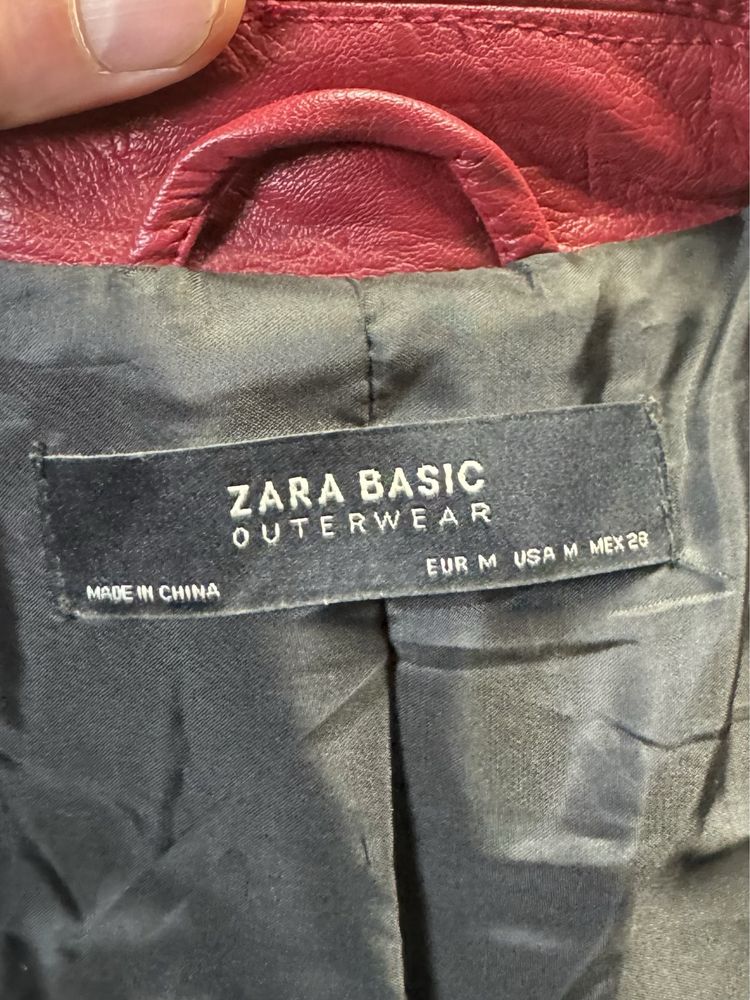 ZARA BASIC
OUTERWEAR
EUR M USA M MEX 28
MADE IN CHINA